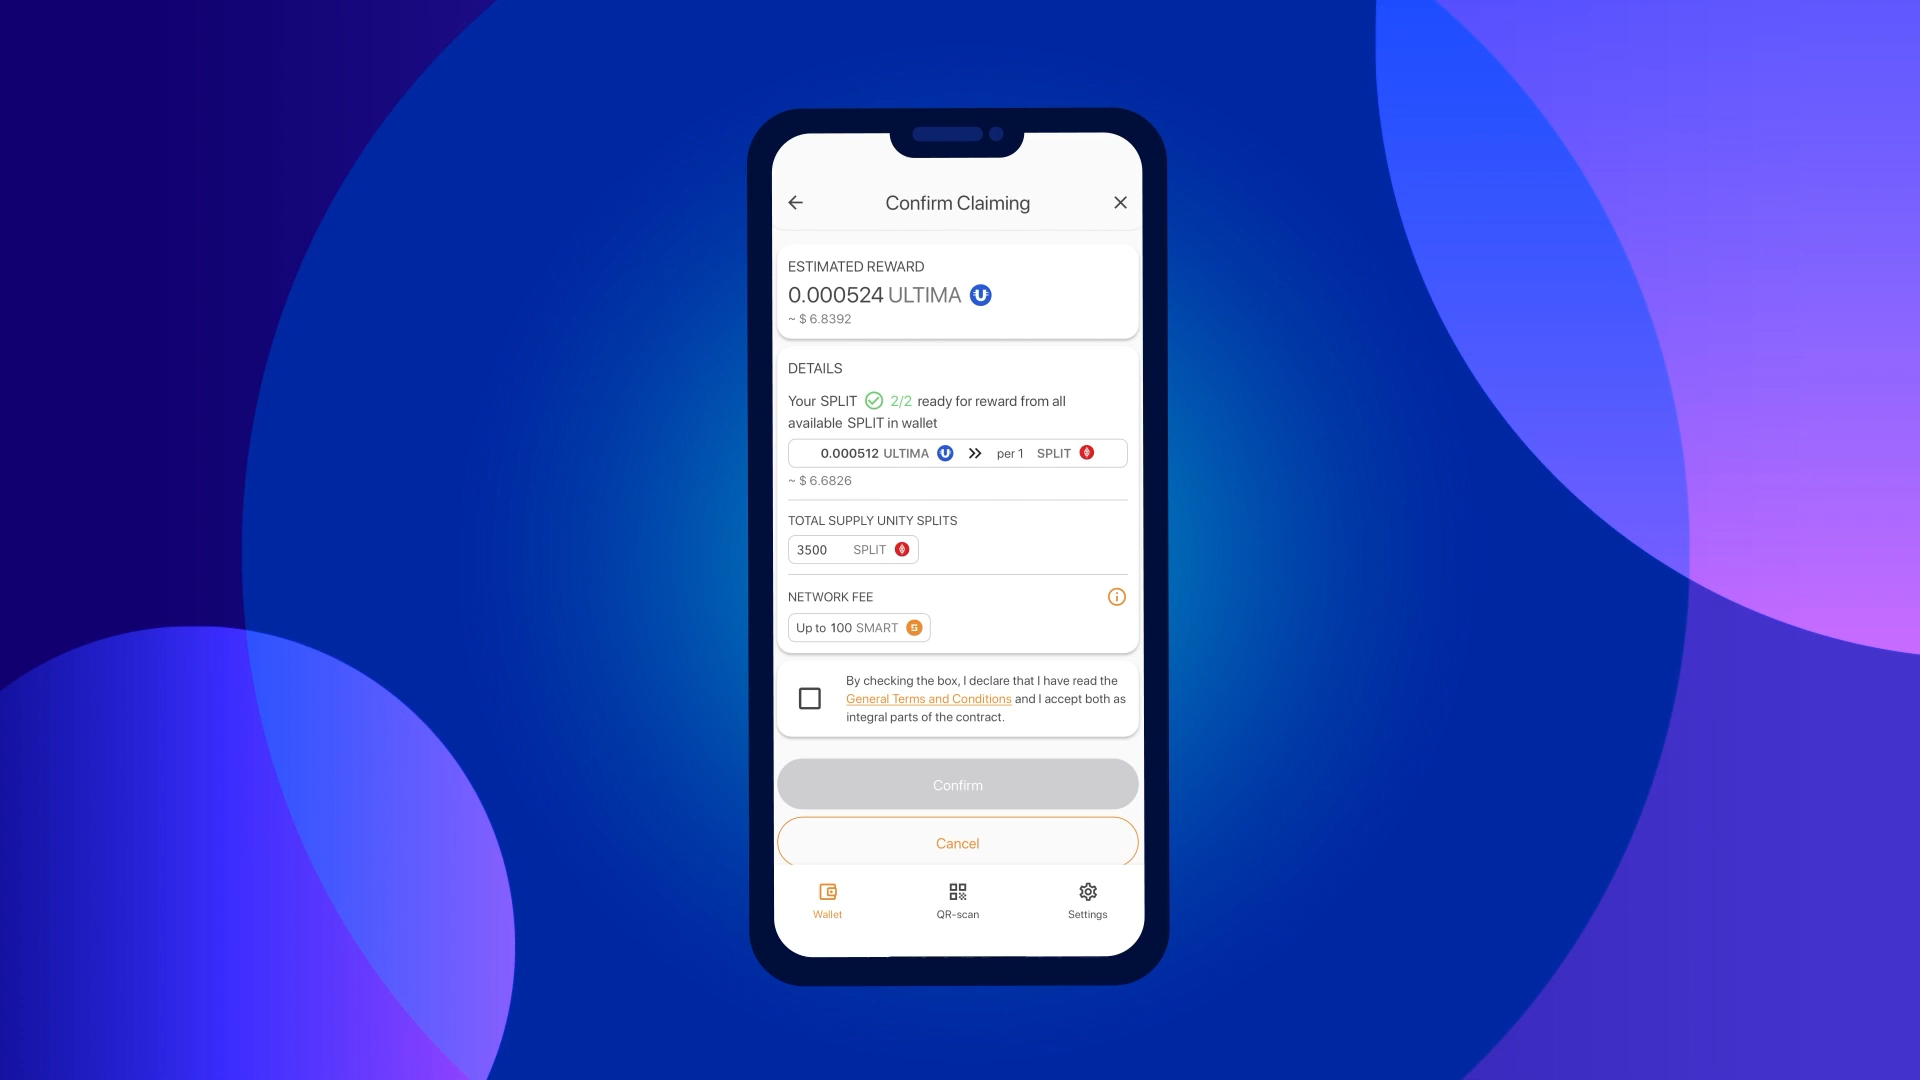 Confirm Claiming
ESTIMATED REWARD
0.000524 ULTIMA
~ $ 6.8392
DETAILS
Your SPLIT 2/2 ready for reward from all
available SPLIT in wallet
0.000512 ULTIMA per 1 SPLIT
~ $ 6.6826
TOTAL SUPPLY UNITY SPLITS
3500 SPLIT
NETWORK FEE
Up to 100 SMART
By checking the box, I declare that I have read the
General Terms and Conditions and I accept both as
integral parts of the contract.
Confirm
Cancel
Wallet QR-scan Settings